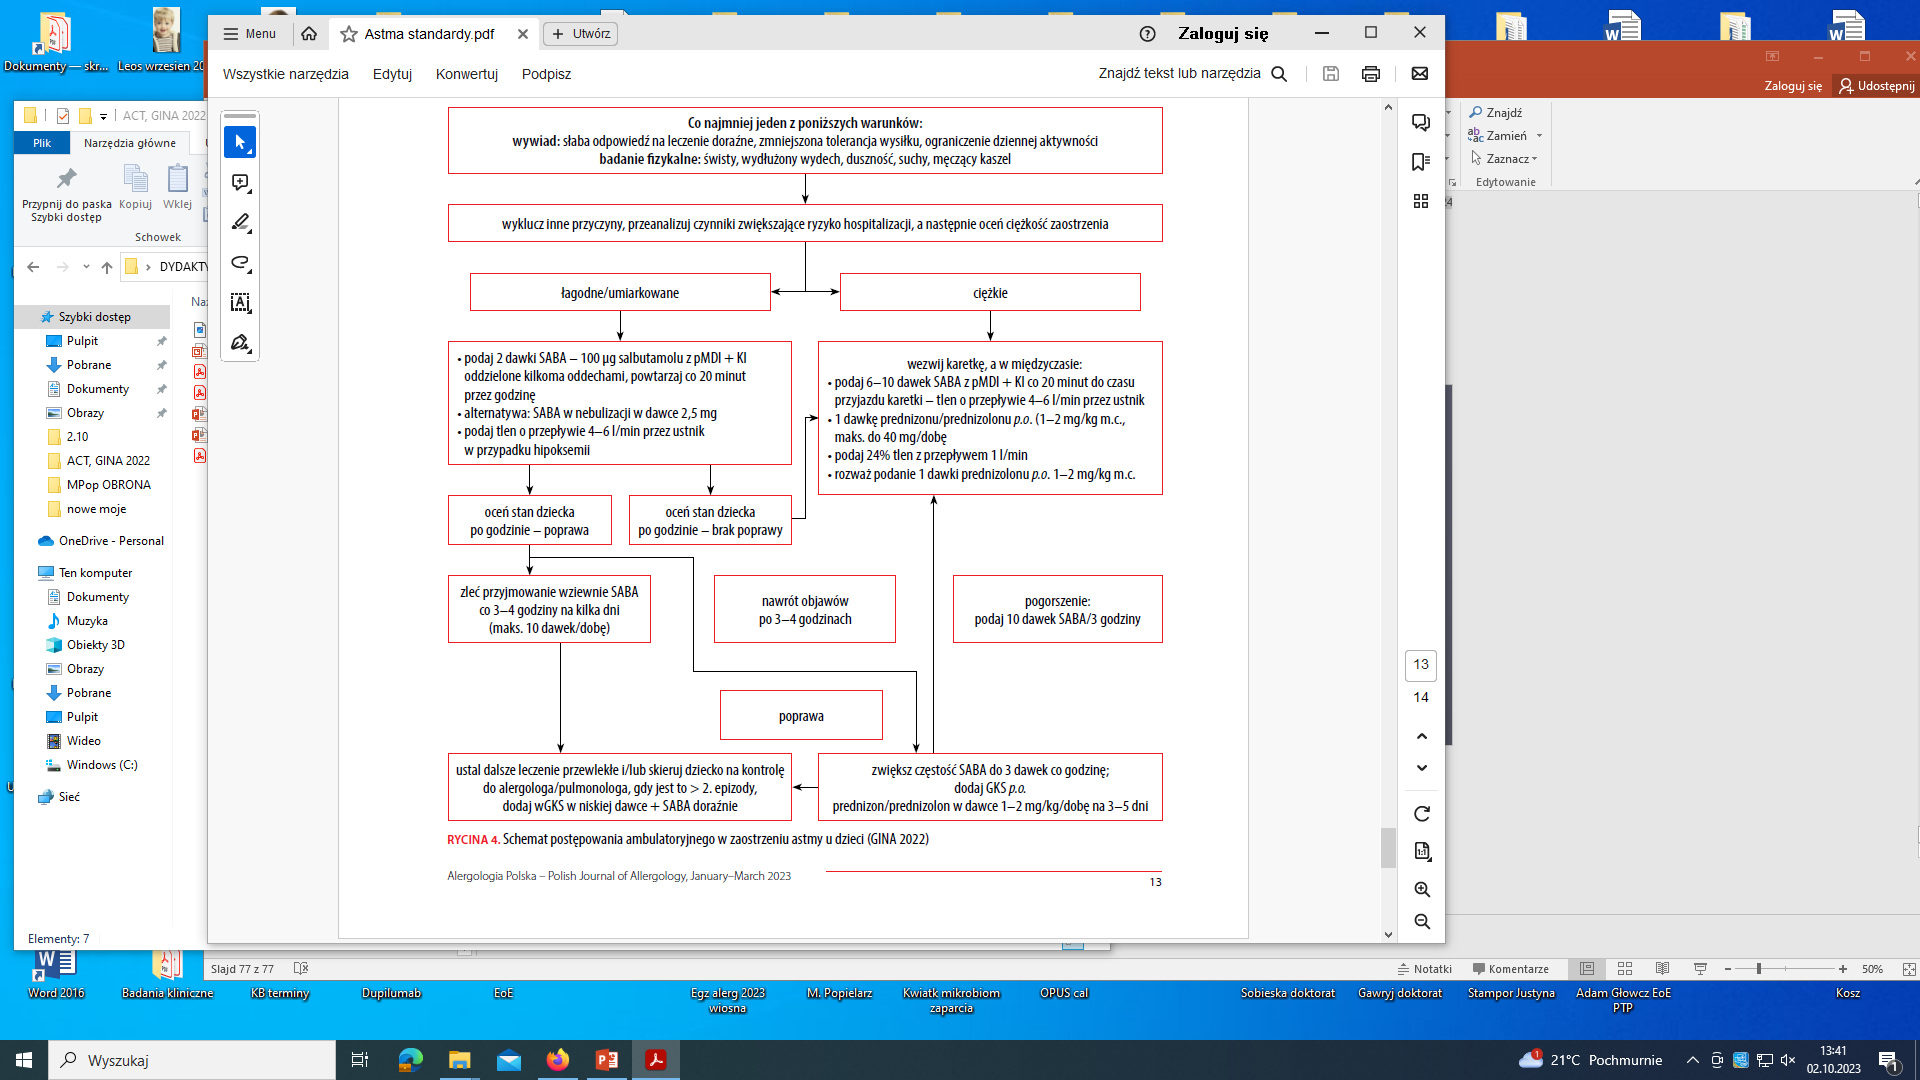 Dokumenty — skr...
Leos wrzesien 20
Menu
Astma standardy.pdf
Utwórz
Zaloguj się
Wszystkie narzędzia
Edytuj
Konwertuj
Podpisz
Znajdź tekst lub narzędzia
Zaloguj się
Udostępnij
ACT, GINA 2022
Plik
Narzędzia główne
Przypnij do paska
Szybki dostęp
Kopiuj
Wklej
Schowek
DYDAKTY
Szybki dostęp
Pulpit
Pobrane
Dokumenty
Obrazy
2.10
ACT, GINA 2022
MPop OBRONA
nowe moje
OneDrive - Personal
Ten komputer
Dokumenty
Muzyka
Obiekty 3D
Obrazy
Pobrane
Pulpit
Wideo
Windows (C:)
Sieć
Elementy: 7
Co najmniej jeden z poniższych warunków:
wywiad: słaba odpowiedź na leczenie doraźne, zmniejszona tolerancja wysiłku, ograniczenie dziennej aktywności
badanie fizykalne: świsty, wydłużony wydech, duszność, suchy, męczący kaszel
wyklucz inne przyczyny, przeanalizuj czynniki zwiększające ryzyko hospitalizacji, a następnie oceń ciężkość zaostrzenia
łagodne/umiarkowane
ciężkie
• podaj 2 dawki SABA – 100 µg salbutamolu z pMDI + KI
oddzielone kilkoma oddechami, powtarzaj co 20 minut
przez godzinę
• alternatywa: SABA w nebulizacji w dawce 2,5 mg
• podaj tlen o przepływie 4–6 l/min przez ustnik
w przypadku hipoksemii
wezwij karetkę, a w międzyczasie:
• podaj 6–10 dawek SABA z pMDI + KI co 20 minut do czasu
przyjazdu karetki – tlen o przepływie 4–6 l/min przez ustnik
• 1 dawkę prednizonu/prednizolonu p.o. (1–2 mg/kg m.c.,
maks. do 40 mg/dobę
• podaj 24% tlen z przepływem 1 l/min
• rozważ podanie 1 dawki prednizolonu p.o. 1–2 mg/kg m.c.
oceń stan dziecka
po godzinie – poprawa
oceń stan dziecka
po godzinie – brak poprawy
zleć przyjmowanie wziewnie SABA
co 3–4 godziny na kilka dni
(maks. 10 dawek/dobę)
nawrót objawów
po 3–4 godzinach
pogorszenie:
podaj 10 dawek SABA/3 godziny
poprawa
ustal dalsze leczenie przewlekłe i/lub skieruj dziecko na kontrolę
do alergologa/pulmonologa, gdy jest to > 2. epizody,
dodaj wGKS w niskiej dawce + SABA doraźnie
zwiększ częstość SABA do 3 dawek co godzinę;
dodaj GKS p.o.
prednizon/prednizolon w dawce 1–2 mg/kg/dobę na 3–5 dni
RYCINA 4. Schemat postępowania ambulatoryjnego w zaostrzeniu astmy u dzieci (GINA 2022)
Alergologia Polska – Polish Journal of Allergology, January–March 2023
13
13
14
Znajdź
Zamień
Zaznacz
Edytowanie
Slajd 77 z 77
Notatki
Komentarze
50%
Word 2016
Badania kliniczne
KB terminy
Dupilumab
EoE
Egz alerg 2023
wiosna
M. Popielarz
Kwiatk mikrobiom
zaparcia
OPUS cal
Sobieska doktorat
Gawryj doktorat
Stampor Justyna
Adam Głowcz EoE
PTP
Kosz
Wyszukaj
21°C Pochmurnie
13:41
02.10.2023